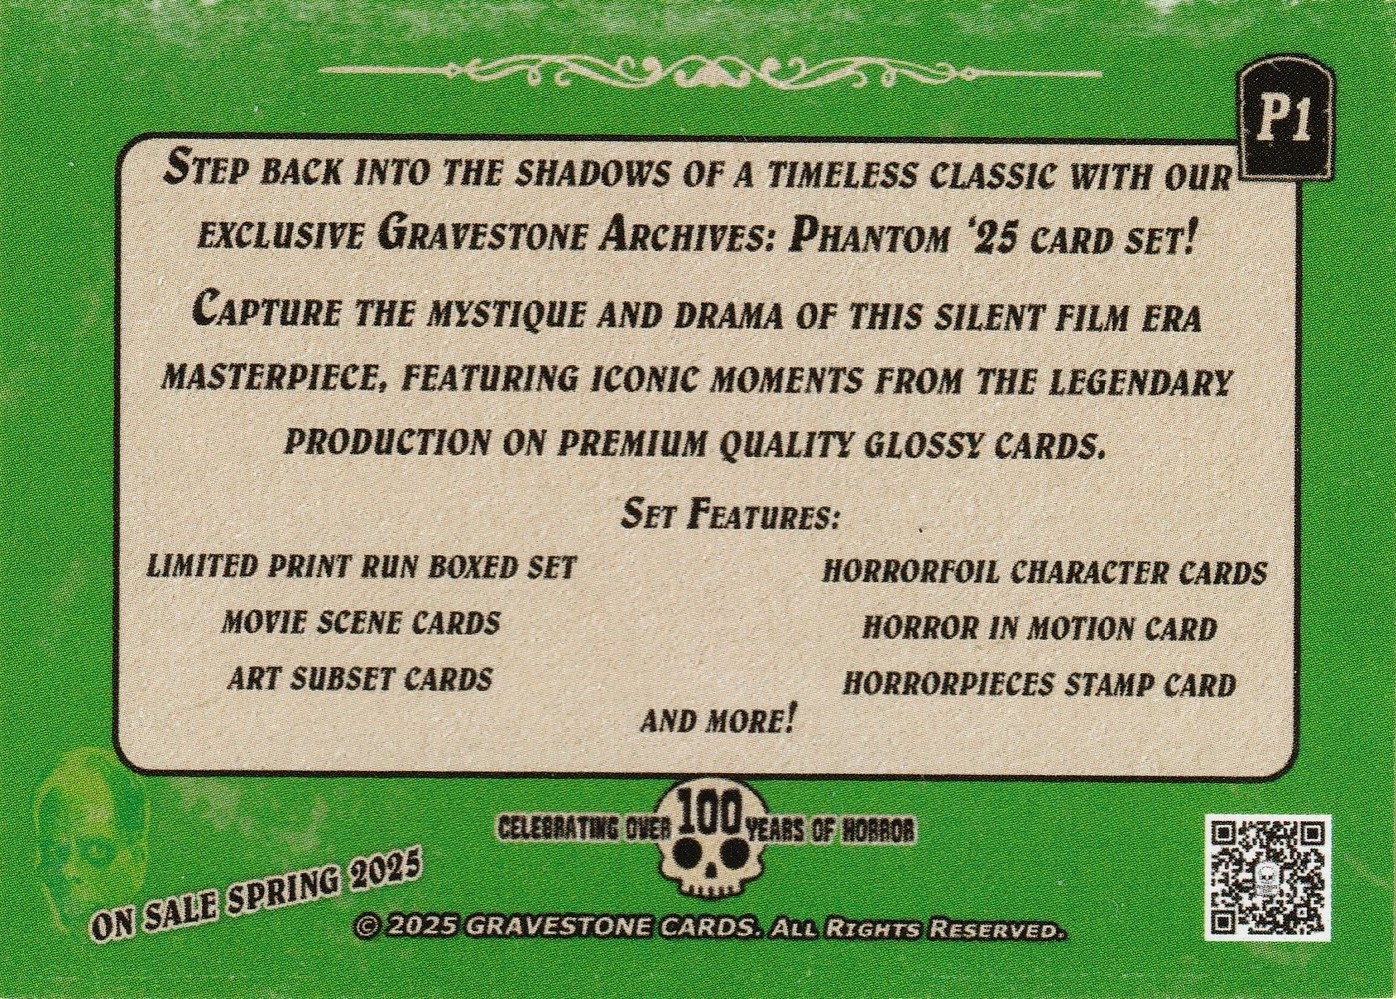 P1
Step back into the shadows of a timeless classic with our
exclusive Gravestone Archives: Phantom '25 card set!
Capture the mystique and drama of this silent film era
masterpiece, featuring iconic moments from the legendary
production on premium quality glossy cards.
Set Features:
limited print run boxed set
horrorfoil character cards
movie scene cards
horror in motion card
art subset cards
horrorpieces stamp card
and more!
CELEBRATING OVER 100 YEARS OF HORROR
ON SALE SPRING 2025
© 2025 GRAVESTONE CARDS. All Rights Reserved.